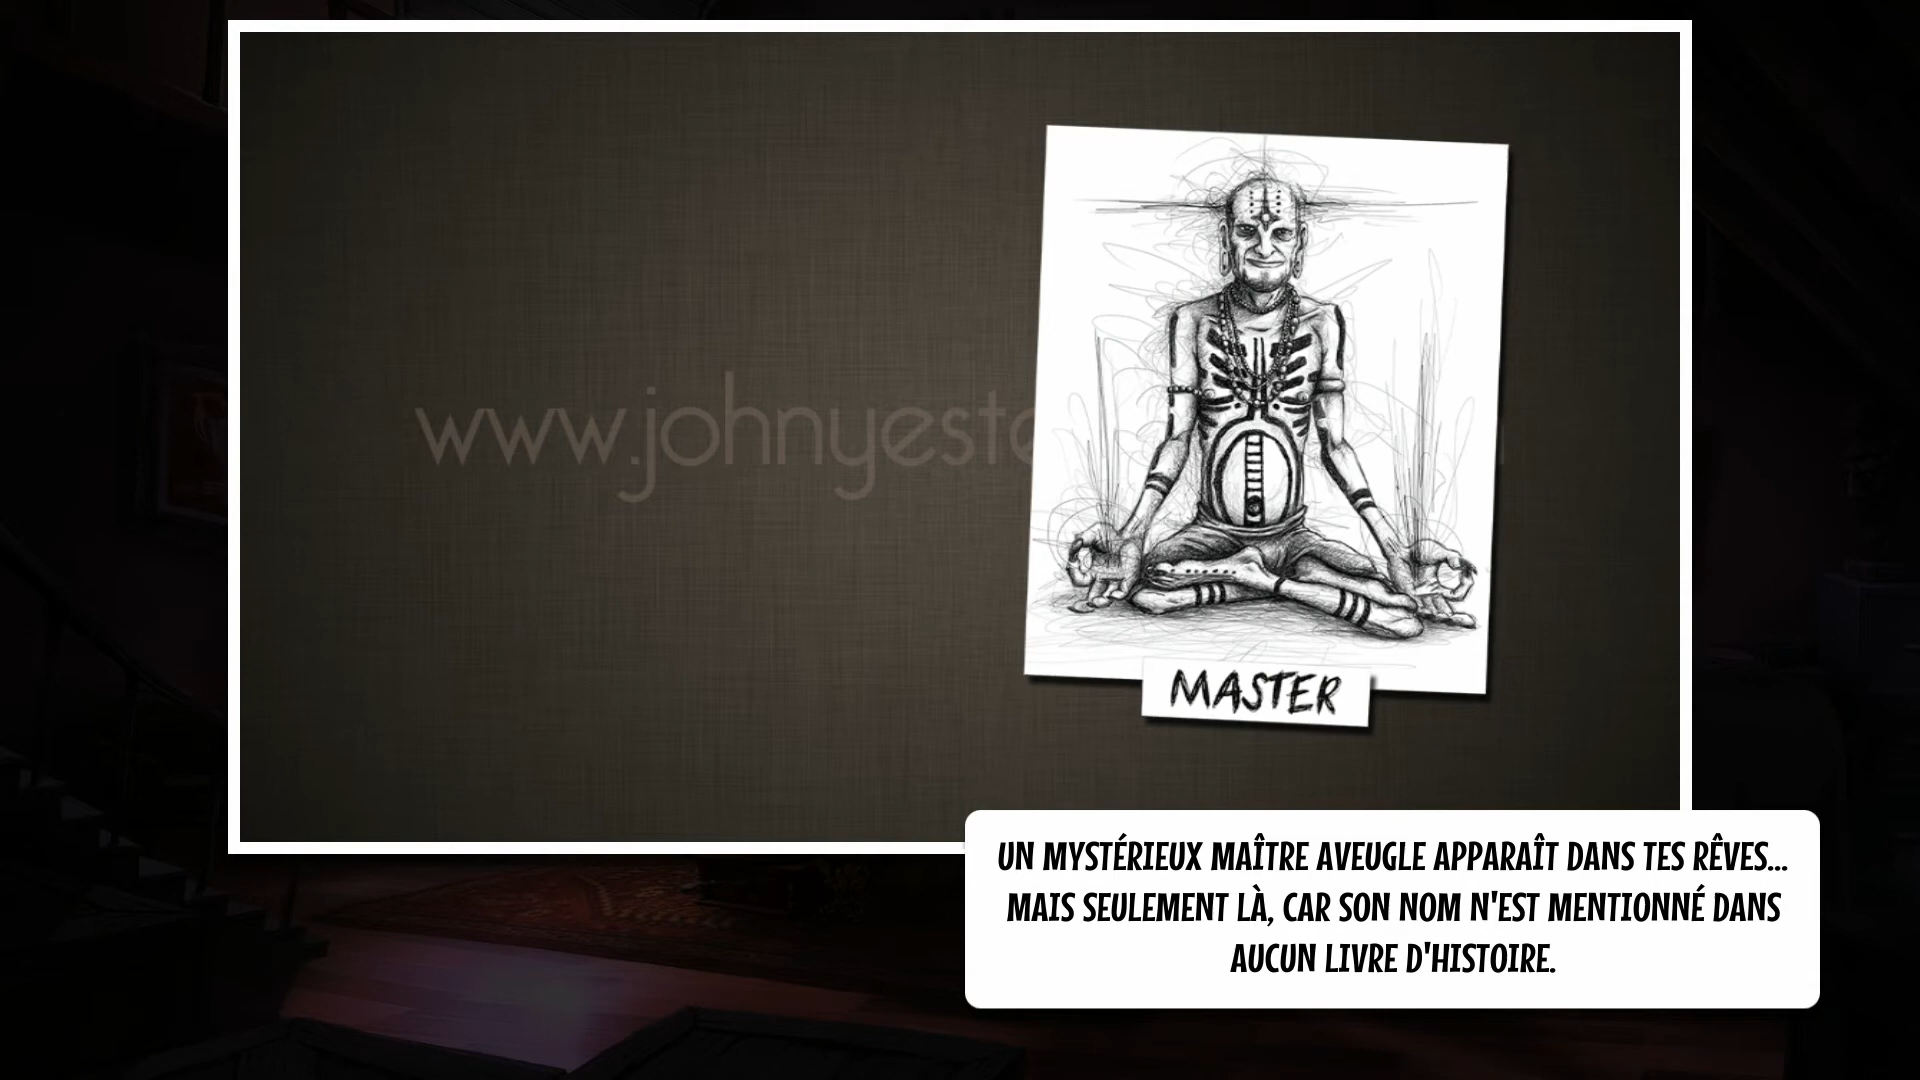 www.johnyeste
MASTER
UN MYSTÉRIEUX MAÎTRE AVEUGLE APPARAÎT DANS TES RÊVES...
MAIS SEULEMENT LÀ, CAR SON NOM N'EST MENTIONNÉ DANS
AUCUN LIVRE D'HISTOIRE.